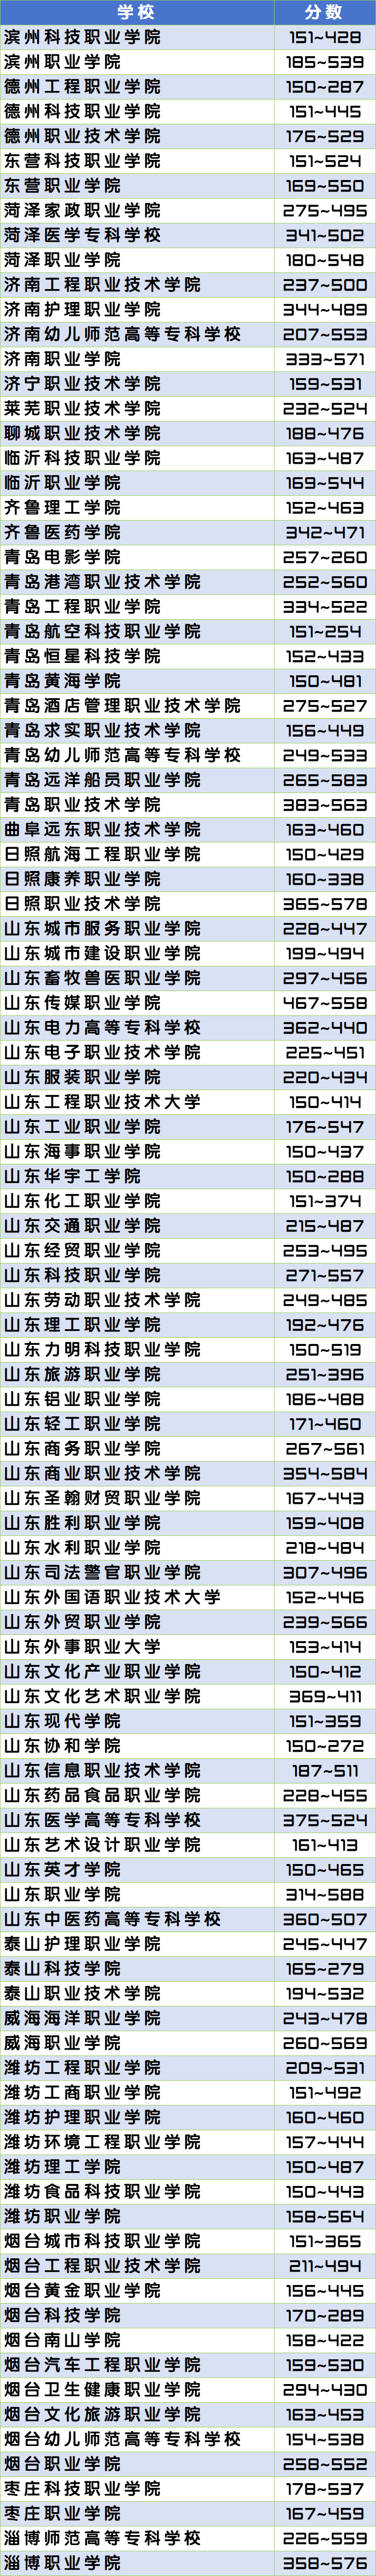 学校 分数
滨州科技职业学院 151~428
滨州职业学院 185~539
德州工程职业学院 150~287
德州科技职业学院 151~445
德州职业技术学院 176~529
东营科技职业学院 151~524
东营职业学院 169~550
菏泽家政职业学院 275~495
菏泽医学专科学校 341~502
菏泽职业学院 180~548
济南工程职业技术学院 237~500
济南护理职业学院 344~489
济南幼儿师范高等专科学校 207~553
济南职业学院 333~571
济宁职业技术学院 159~531
莱芜职业技术学院 232~524
聊城职业技术学院 188~476
临沂科技职业学院 163~487
临沂职业学院 169~544
齐鲁理工学院 152~463
齐鲁医药学院 342~471
青岛电影学院 257~260
青岛港湾职业技术学院 252~560
青岛工程职业学院 334~522
青岛航空科技职业学院 151~254
青岛恒星科技学院 152~433
青岛黄海学院 150~481
青岛酒店管理职业技术学院 275~527
青岛求实职业技术学院 156~449
青岛幼儿师范高等专科学校 249~533
青岛远洋船员职业学院 265~583
青岛职业技术学院 383~563
曲阜远东职业技术学院 163~460
日照航海工程职业学院 150~429
日照康养职业学院 160~338
日照职业技术学院 365~578
山东城市服务职业学院 228~447
山东城市建设职业学院 199~494
山东畜牧兽医职业学院 297~456
山东传媒职业学院 467~558
山东电力高等专科学校 362~440
山东电子职业技术学院 225~451
山东服装职业学院 220~434
山东工程职业技术大学 150~414
山东工业职业学院 176~547
山东海事职业学院 150~437
山东华宇工学院 150~288
山东化工职业学院 151~374
山东交通职业学院 215~487
山东经贸职业学院 253~495
山东科技职业学院 271~557
山东劳动职业技术学院 249~485
山东理工职业学院 192~476
山东力明科技职业学院 150~519
山东旅游职业学院 251~396
山东铝业职业学院 186~488
山东轻工职业学院 171~460
山东商务职业学院 267~561
山东商业职业技术学院 354~584
山东圣翰财贸职业学院 167~443
山东胜利职业学院 159~408
山东水利职业学院 218~484
山东司法警官职业学院 307~496
山东外国语职业技术大学 152~446
山东外贸职业学院 239~566
山东外事职业大学 153~414
山东文化产业职业学院 150~412
山东文化艺术职业学院 369~411
山东现代学院 151~359
山东协和学院 150~272
山东信息职业技术学院 187~511
山东药品食品职业学院 228~455
山东医学高等专科学校 375~524
山东艺术设计职业学院 161~413
山东英才学院 150~465
山东职业学院 314~588
山东中医药高等专科学校 360~507
泰山护理职业学院 245~447
泰山科技学院 165~279
泰山职业技术学院 194~532
威海海洋职业学院 243~478
威海职业学院 260~569
潍坊工程职业学院 209~531
潍坊工商职业学院 151~492
潍坊护理职业学院 160~460
潍坊环境工程职业学院 157~444
潍坊理工学院 150~487
潍坊食品科技职业学院 150~443
潍坊职业学院 158~564
烟台城市科技职业学院 151~365
烟台工程职业技术学院 211~494
烟台黄金职业学院 156~445
烟台科技学院 170~289
烟台南山学院 158~422
烟台汽车工程职业学院 159~530
烟台卫生健康职业学院 294~430
烟台文化旅游职业学院 163~453
烟台幼儿师范高等专科学校 154~538
烟台职业学院 258~552
枣庄科技职业学院 178~537
枣庄职业学院 167~459
淄博师范高等专科学校 226~559
淄博职业学院 358~576